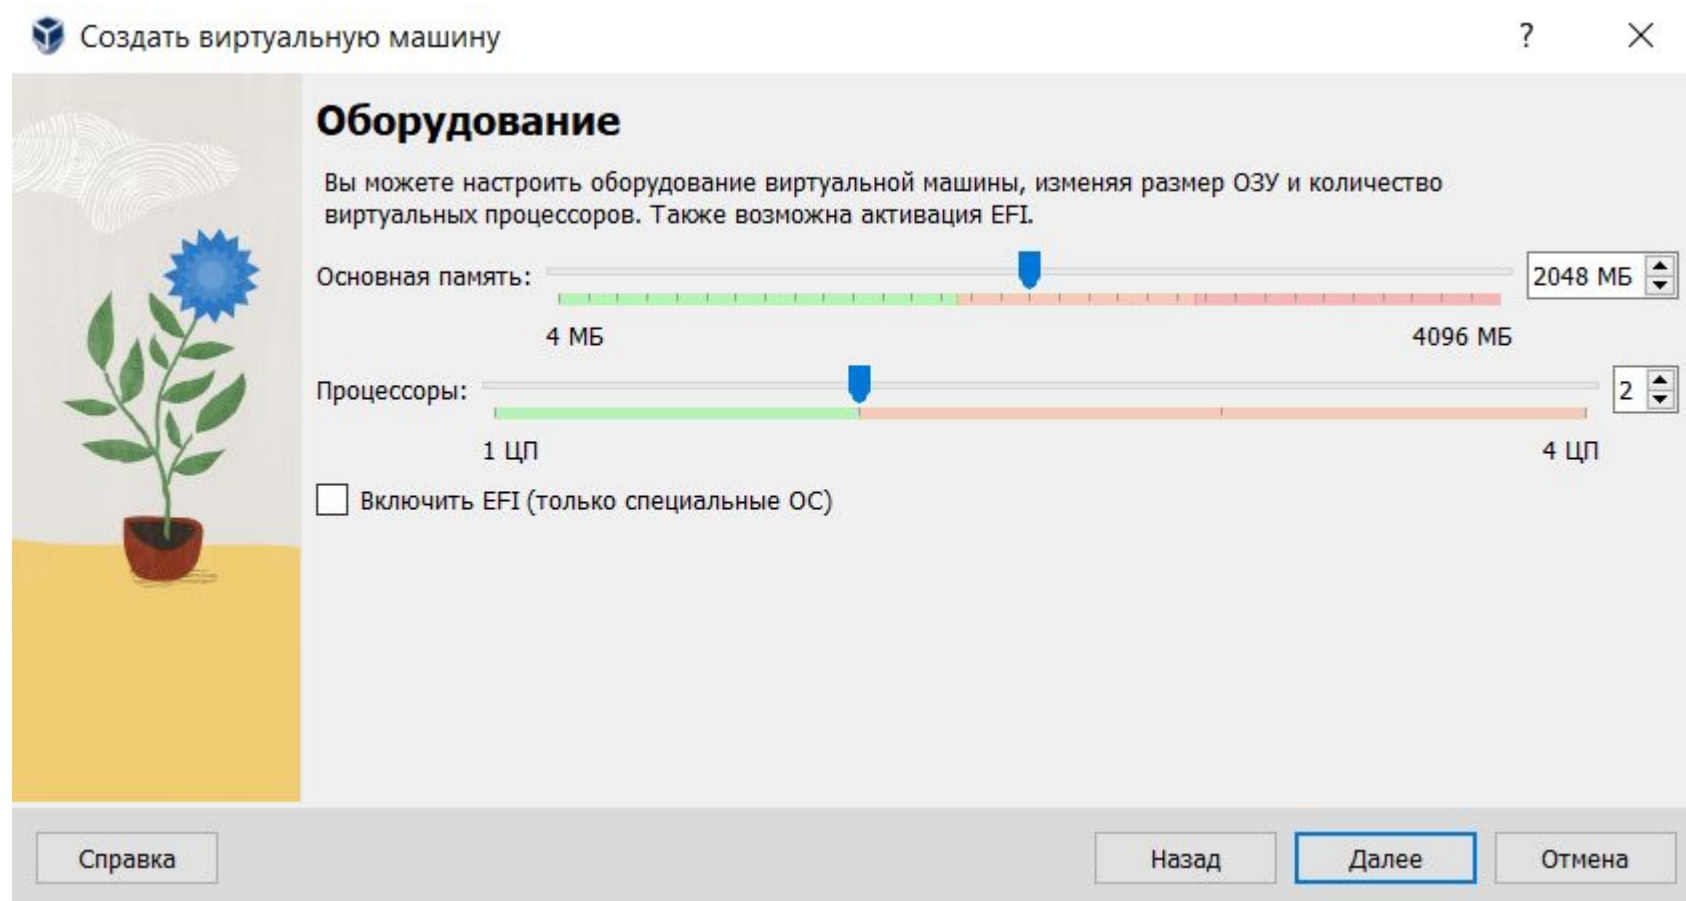 Создать виртуальную машину
?
Оборудование
Вы можете настроить оборудование виртуальной машины, изменяя размер ОЗУ и количество
виртуальных процессоров. Также возможна активация EFI.
Основная память:
2048 МБ
4 МБ
4096 МБ
Процессоры:
2
1 ЦП
4 ЦП
Включить EFI (только специальные ОС)
Справка
Назад
Далее
Отмена